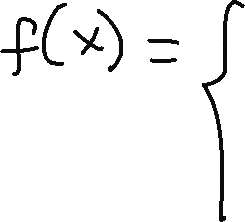 f(x) = {